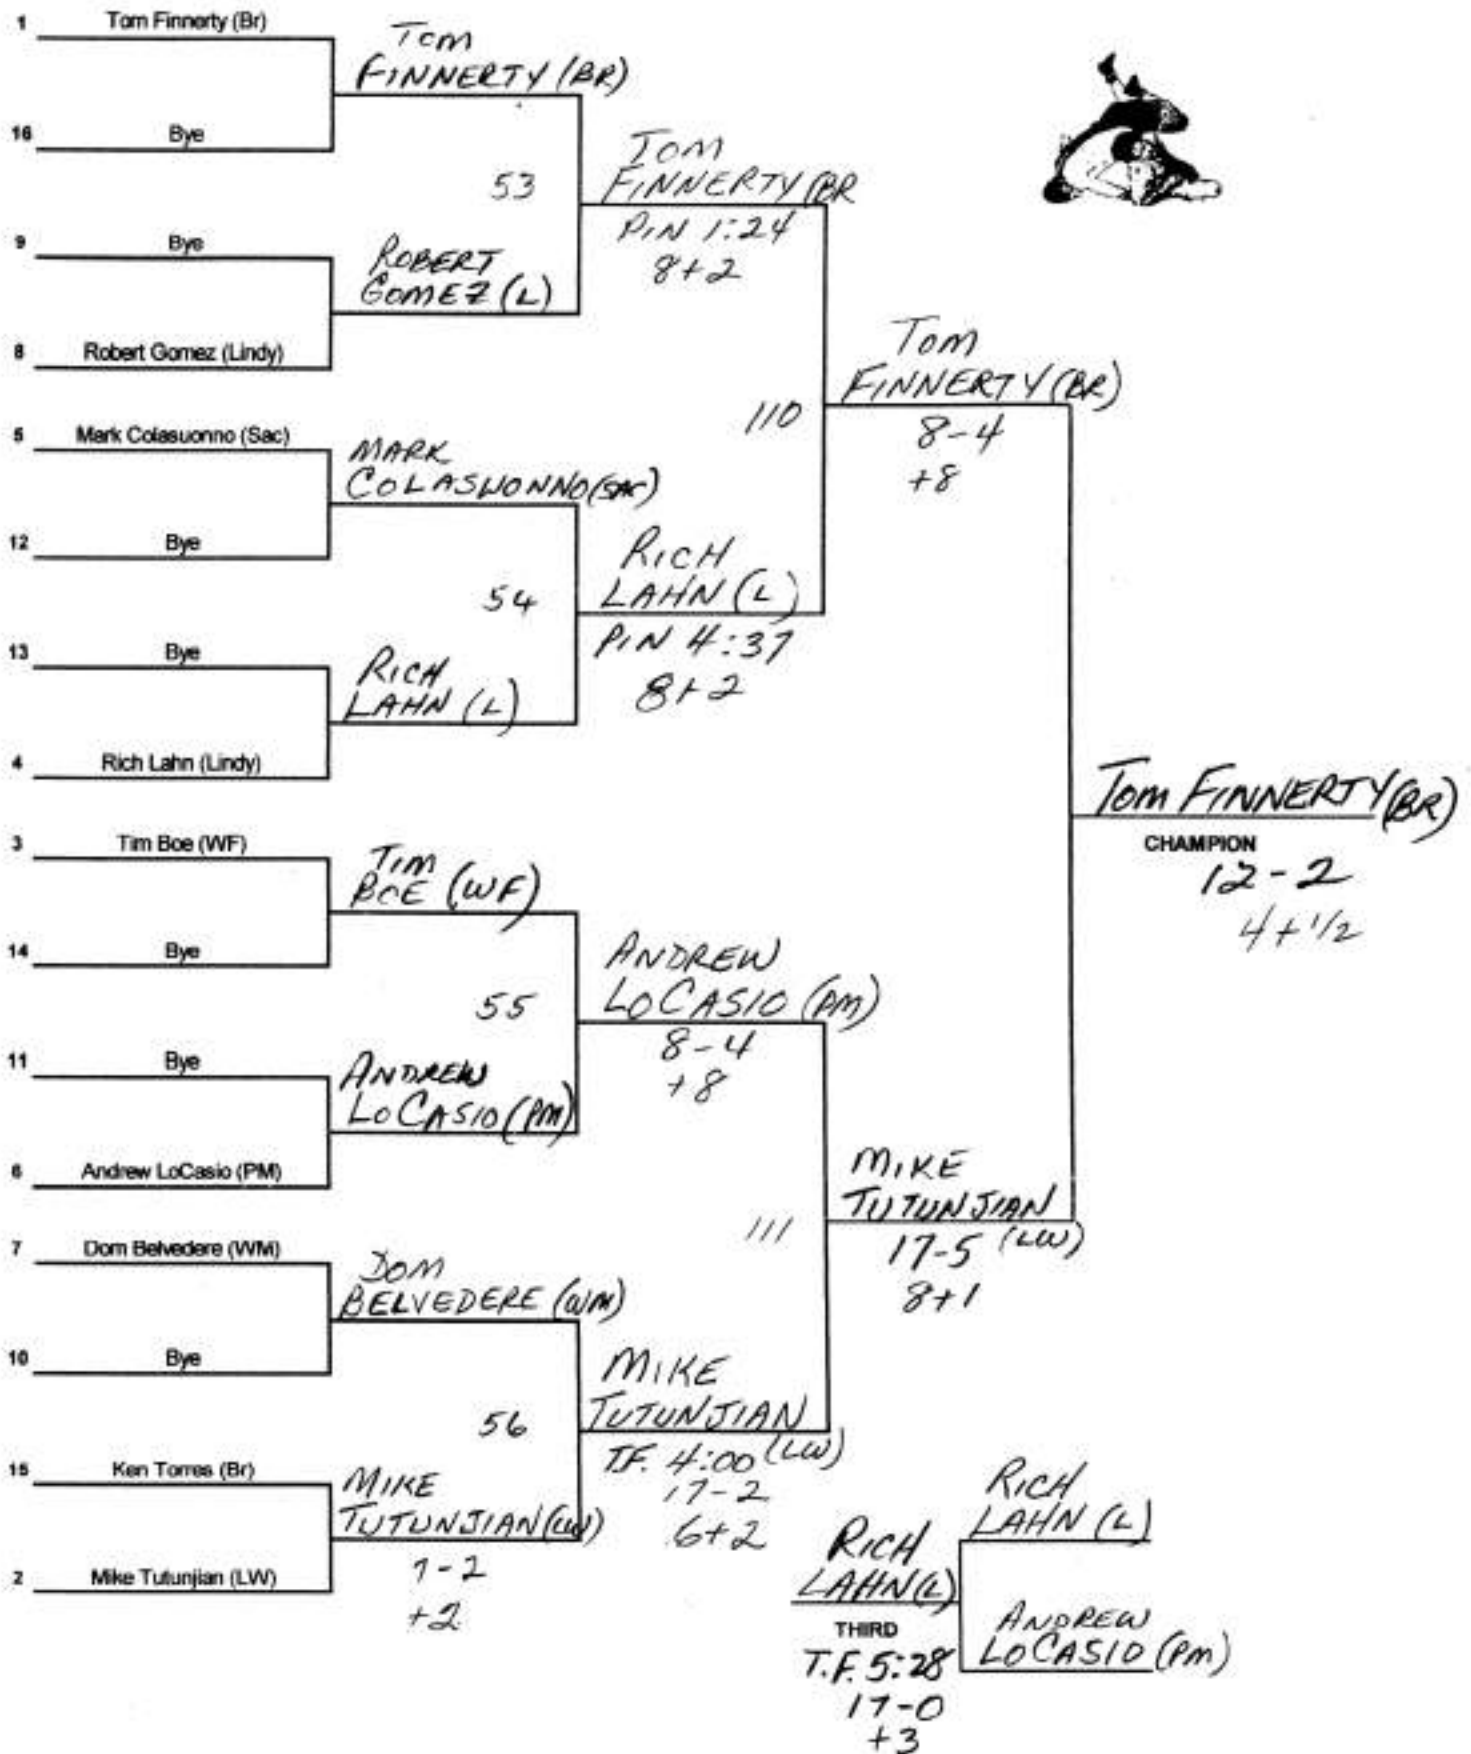 1 Tom Finnerty (Br)
16 Bye
9 Bye
8 Robert Gomez (Lindy)
5 Mark Colasuonno (Sac)
12 Bye
13 Bye
4 Rich Lahn (Lindy)
3 Tim Boe (WF)
14 Bye
11 Bye
6 Andrew LoCasio (PM)
7 Dom Belvedere (WM)
10 Bye
15 Ken Torres (Br)
2 Mike Tutunjian (LW)
TOM
FINNERTY (BR)
53
ROBERT
GOMEZ (L)
MARK
COLASUONNO (SAC)
54
RICH
LAHN (L)
TIM
BOE (WF)
55
ANDREW
LOCASIO (PM)
DOM
BELVEDERE (WM)
56
MIKE
TUTUNJIAN (LW)
7-2
+2
TOM
FINNERTY (BR
PIN 1:24
8+2
110
RICH
LAHN (L)
PIN 4:37
8+2
ANDREW
LOCASIO (PM)
8-4
+8
111
MIKE
TUTUNJIAN
T.F. 4:00 (LW)
17-2
6+2
TOM
FINNERTY (BR)
8-4
+8
MIKE
TUTUNJIAN
17-5 (LW)
8+1
TOM FINNERTY (BR)
CHAMPION
12-2
4+1/2
RICH
LAHN (L)
ANDREW
LOCASIO (PM)
RICH
LAHN (L)
THIRD
T.F. 5:28
17-0
+3